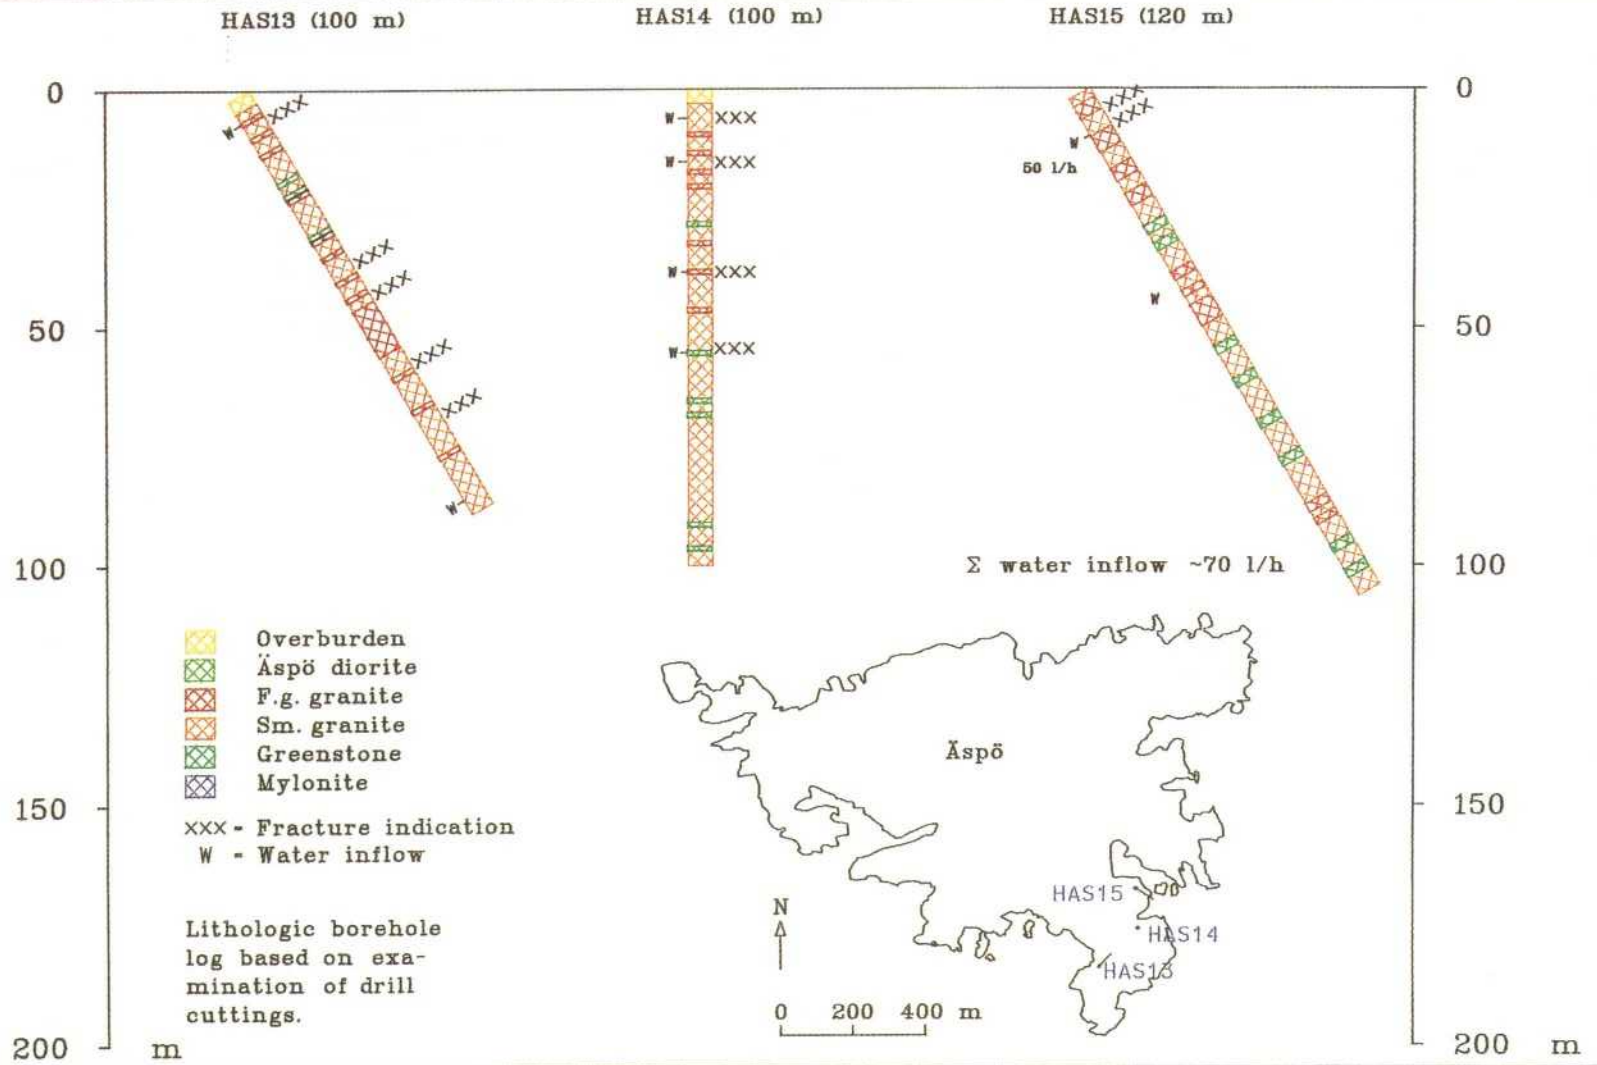 HAS13 (100 m)
HAS14 (100 m)
HAS15 (120 m)
0
50
100
150
200 m
0
50
100
150
200 m
W
XXX
XXX
XXX
XXX
XXX
W
W XXX
W XXX
W XXX
W XXX
XXX
XXX
W
50 l/h
W
Σ water inflow ~70 l/h
Overburden
Äspö diorite
F.g. granite
Sm. granite
Greenstone
Mylonite
XXX - Fracture indication
W - Water inflow
Lithologic borehole
log based on exa-
mination of drill
cuttings.
Äspö
HAS15
HAS14
HAS13
N
0 200 400 m